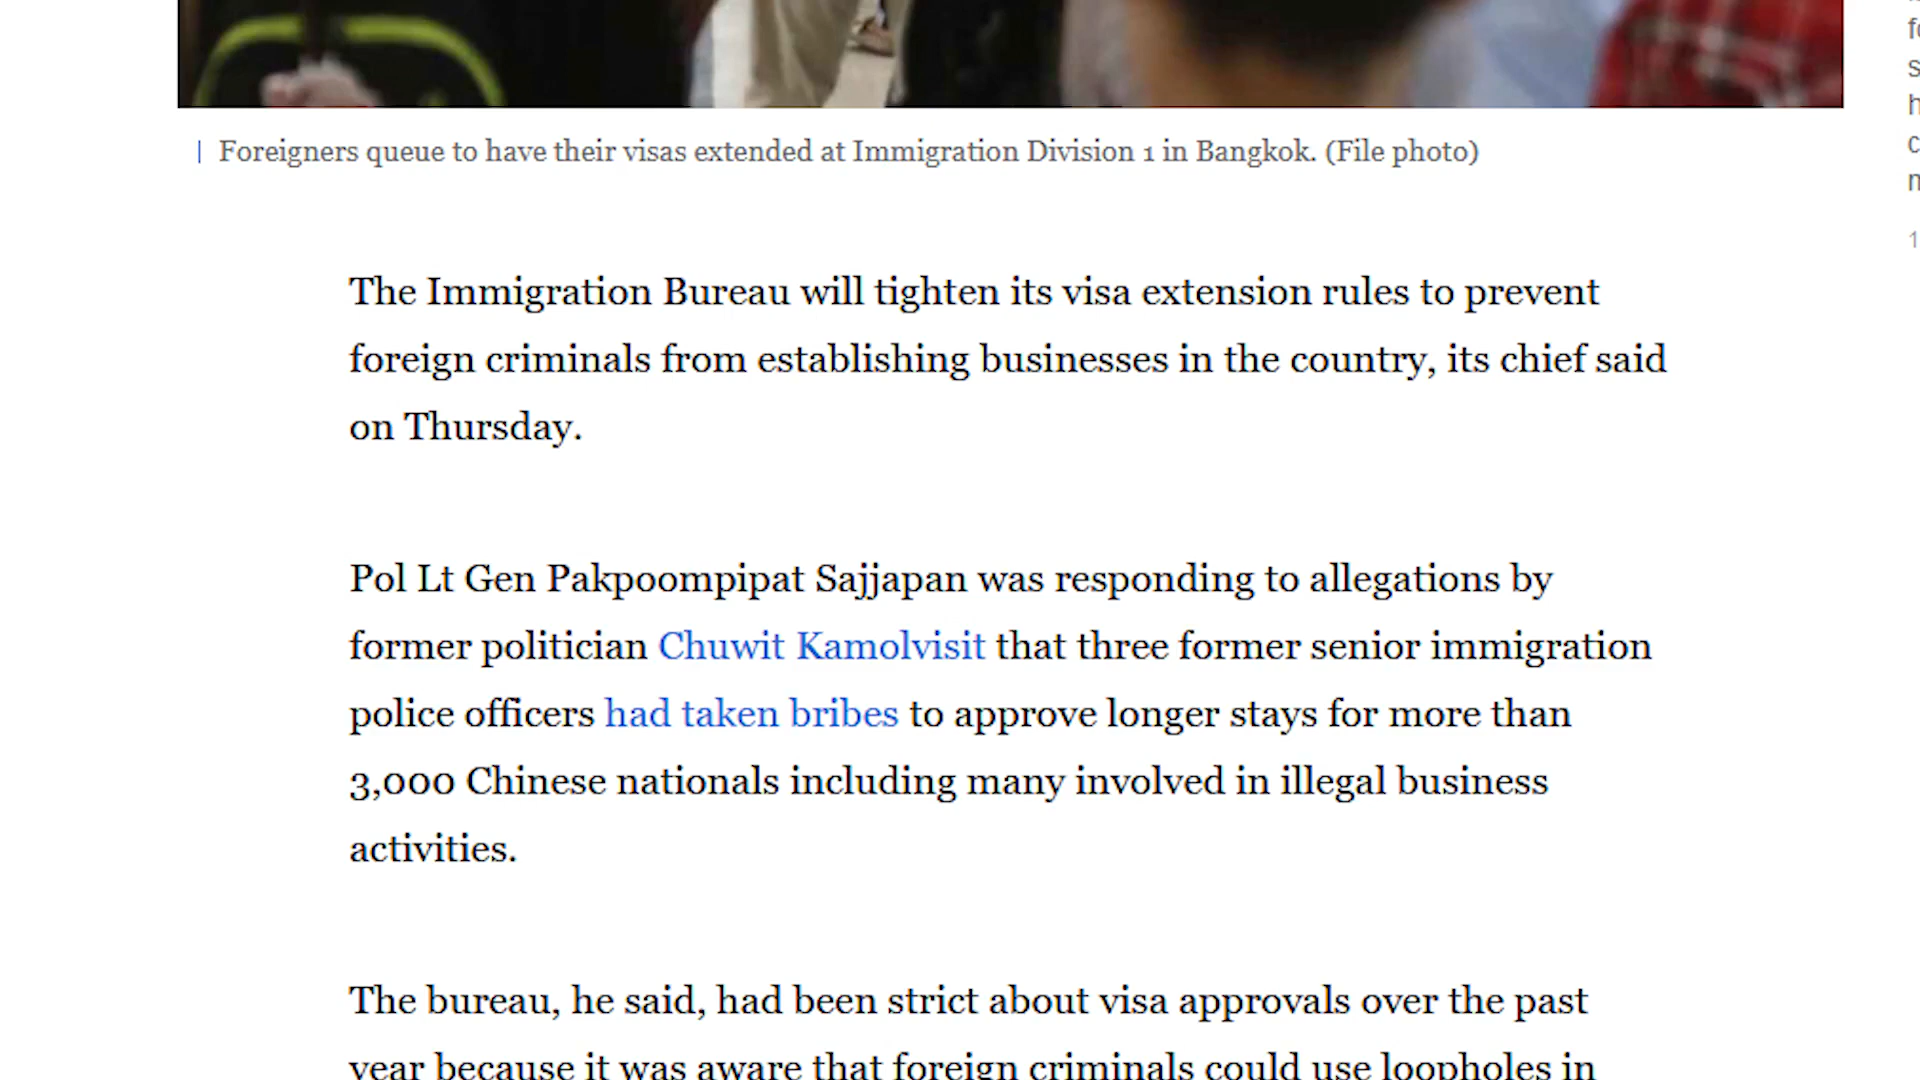 Foreigners queue to have their visas extended at Immigration Division 1 in Bangkok. (File photo)
The Immigration Bureau will tighten its visa extension rules to prevent
foreign criminals from establishing businesses in the country, its chief said
on Thursday.
Pol Lt Gen Pakpoompipat Sajjapan was responding to allegations by
former politician Chuwit Kamolvisit that three former senior immigration
police officers had taken bribes to approve longer stays for more than
3,000 Chinese nationals including many involved in illegal business
activities.
The bureau, he said, had been strict about visa approvals over the past
year because it was aware that foreign criminals could use loopholes in